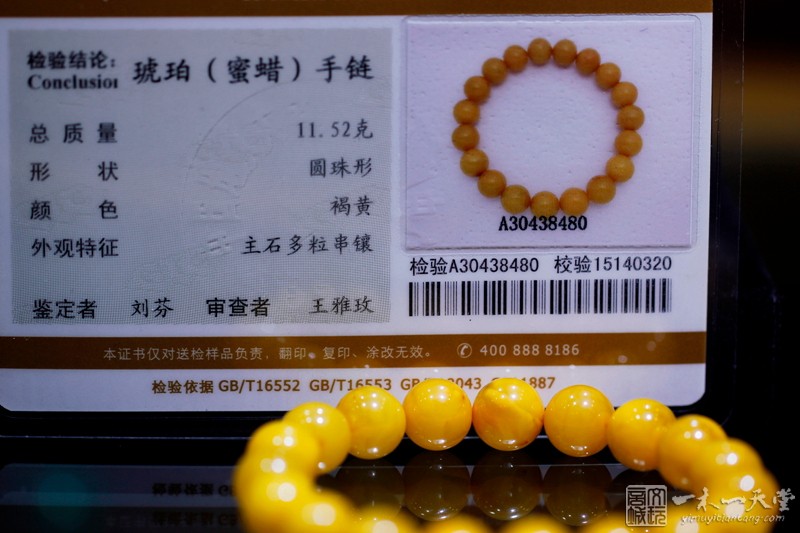 检验结论: 琥珀（蜜蜡）手链
Conclusion
总质量 11.52克
形状 圆珠形
颜色 褐黄
外观特征 主石多粒串镶
鉴定者 刘芬 审查者 王雅玫
A30438480
检验A30438480 校验15140320
本证书仅对送检样品负责，翻印、复印、涂改无效。 400 888 8186
检验依据 GB/T16552 GB/T16553 1887
一木一天堂
yimuyitiantang.com